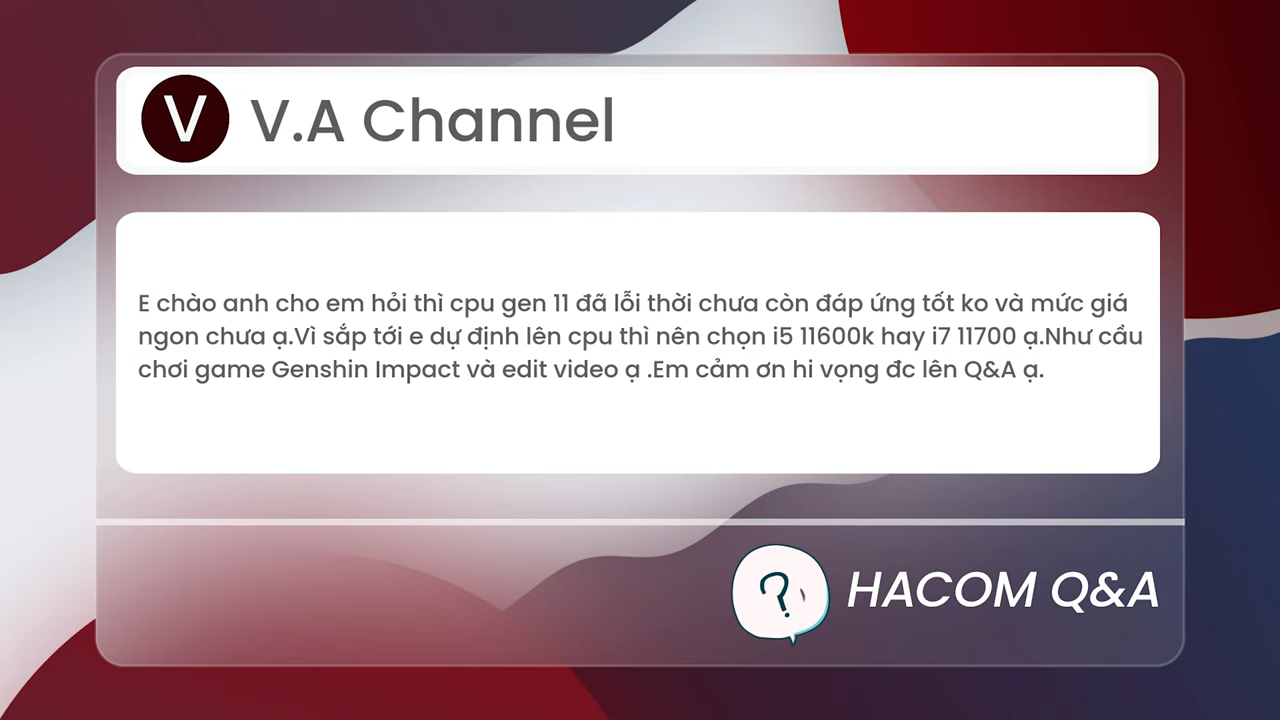 V
V.A Channel
E chào anh cho em hỏi thì cpu gen 11 đã lỗi thời chưa còn đáp ứng tốt ko và mức giá
ngon chưa ạ.Vì sắp tới e dự định lên cpu thì nên chọn i5 11600k hay i7 11700 ạ.Như cầu
chơi game Genshin Impact và edit video ạ .Em cảm ơn hi vọng đc lên Q&A ạ.
?
HACOM Q&A